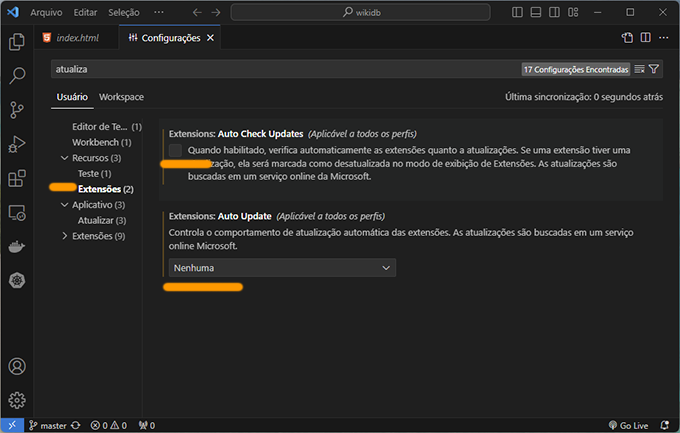 Arquivo Editar Seleção ··· wikidb
index.html Configurações
atualiza 17 Configurações Encontradas
Usuário Workspace Última sincronização: 0 segundos atrás
Editor de Te... (1)
Workbench (1)
Recursos (3)
Teste (1)
Extensões (2)
Aplicativo (3)
Atualizar (3)
Extensões (9)
Extensions: Auto Check Updates (Aplicável a todos os perfis)
Quando habilitado, verifica automaticamente as extensões quanto a atualizações. Se uma extensão tiver uma
zação, ela será marcada como desatualizada no modo de exibição de Extensões. As atualizações são
buscadas em um serviço online da Microsoft.
Extensions: Auto Update (Aplicável a todos os perfis)
Controla o comportamento de atualização automática das extensões. As atualizações são buscadas em um serviço
online Microsoft.
Nenhuma
master 0 0 0 Go Live